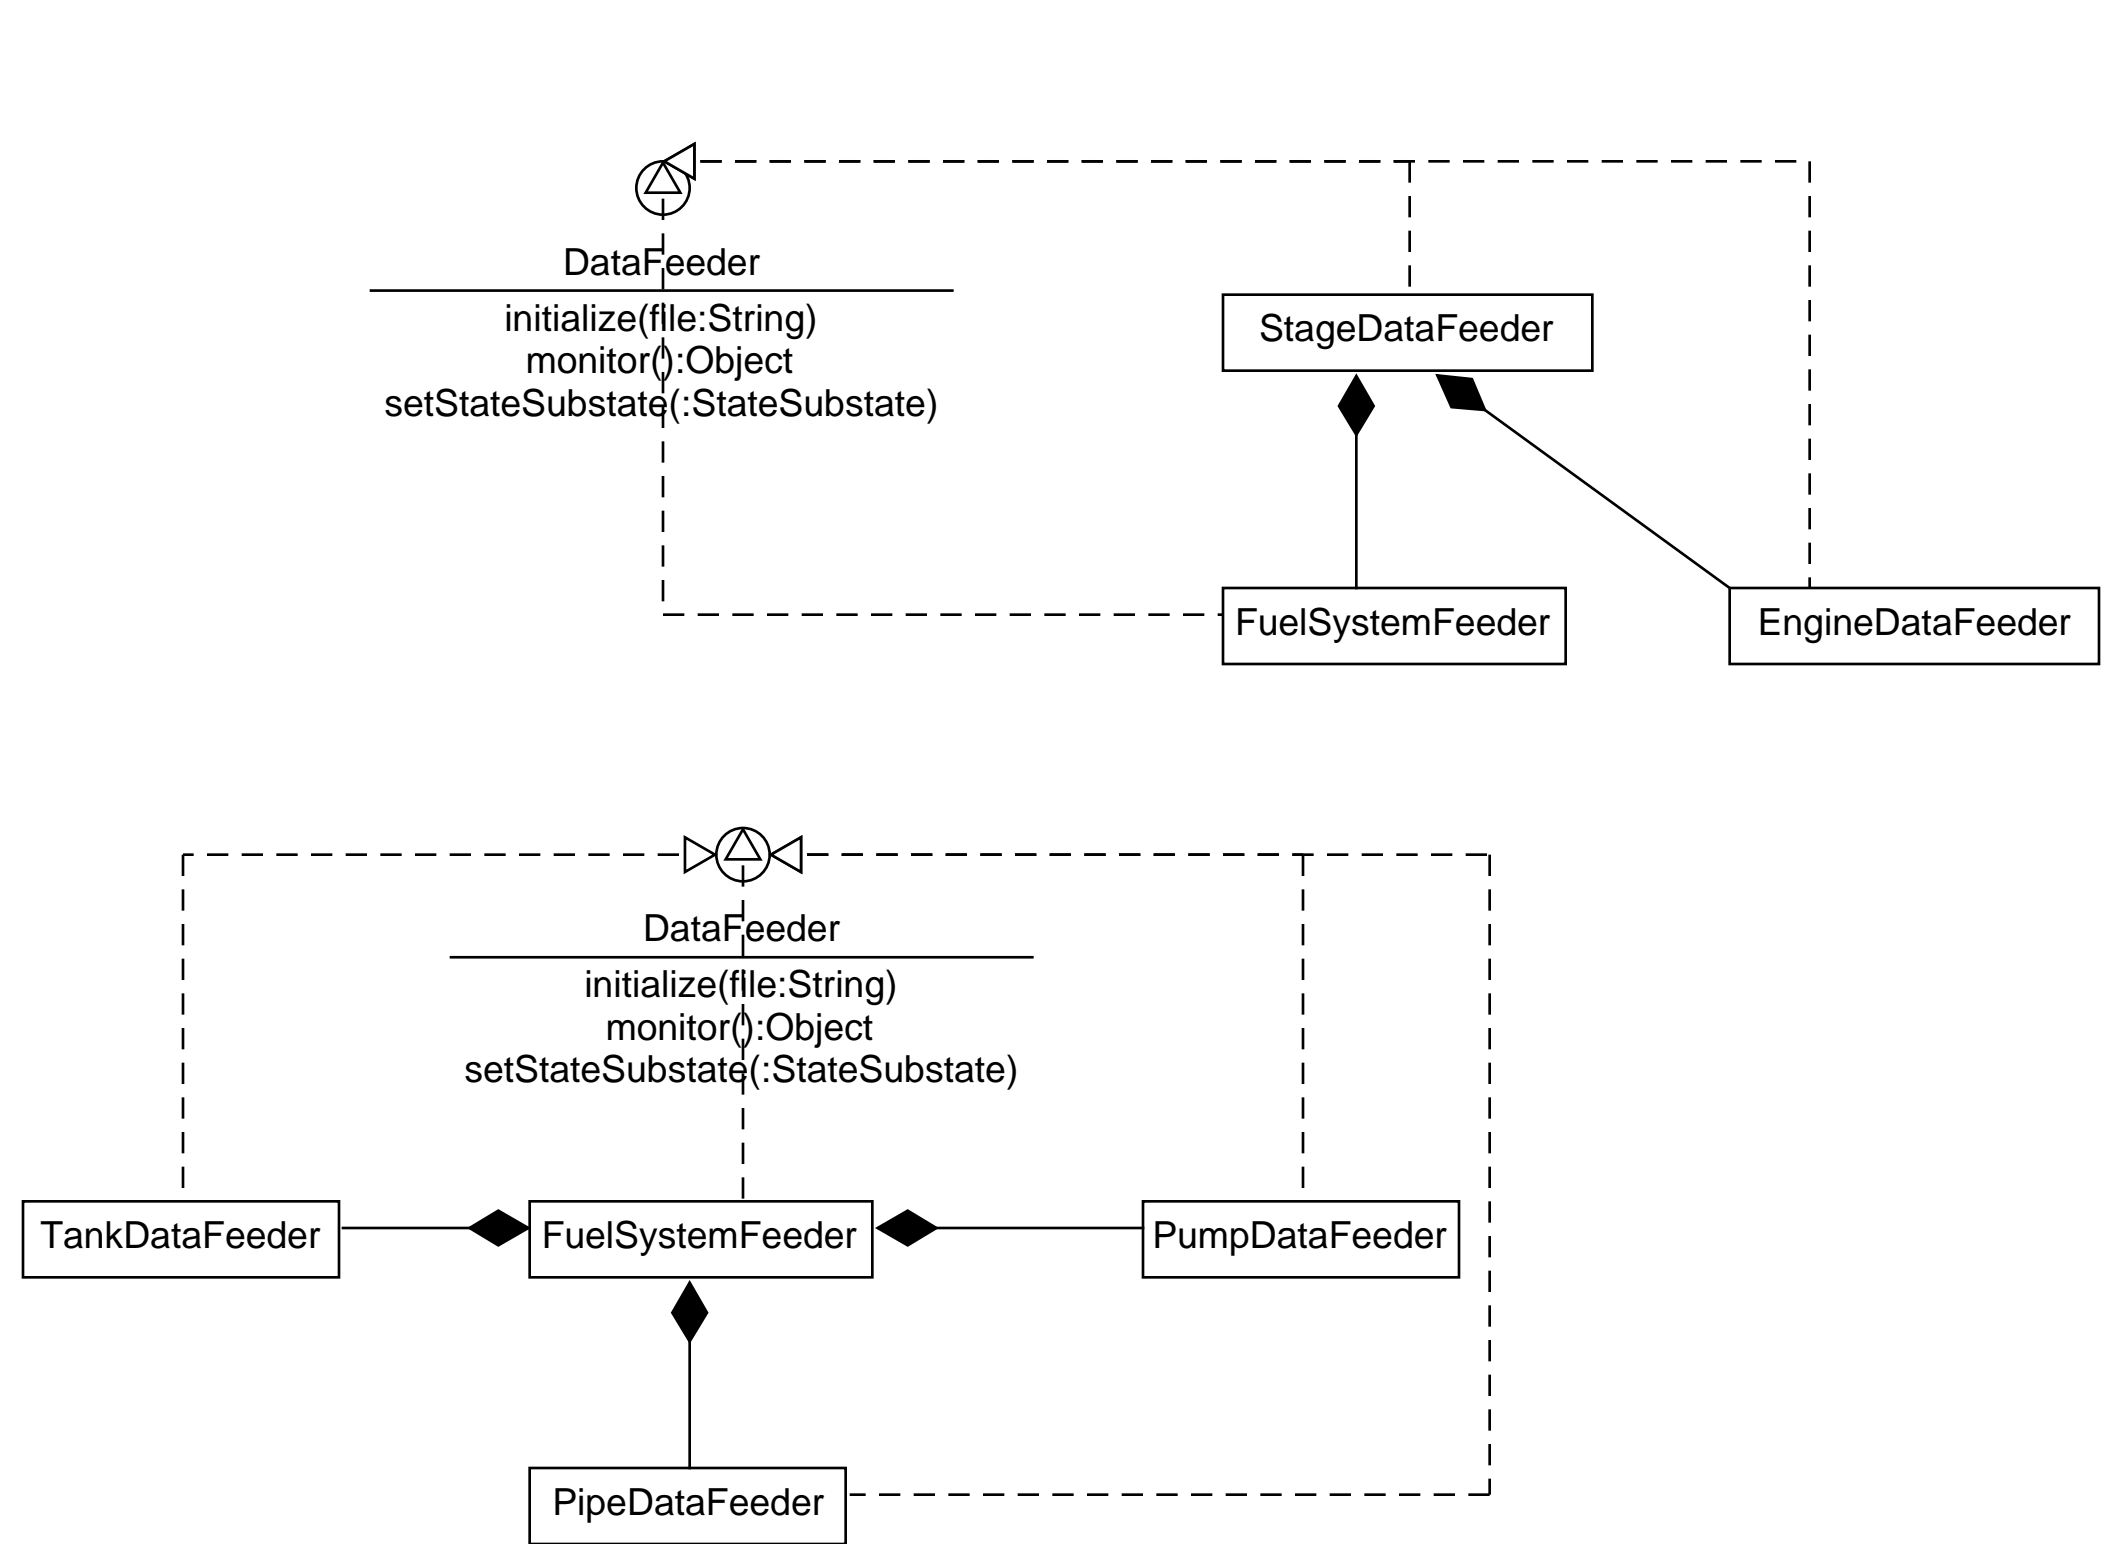 DataFeeder
initialize(file:String)
monitor():Object
setStateSubstate(:StateSubstate)
StageDataFeeder
FuelSystemFeeder
EngineDataFeeder
DataFeeder
initialize(file:String)
monitor():Object
setStateSubstate(:StateSubstate)
TankDataFeeder
FuelSystemFeeder
PumpDataFeeder
PipeDataFeeder